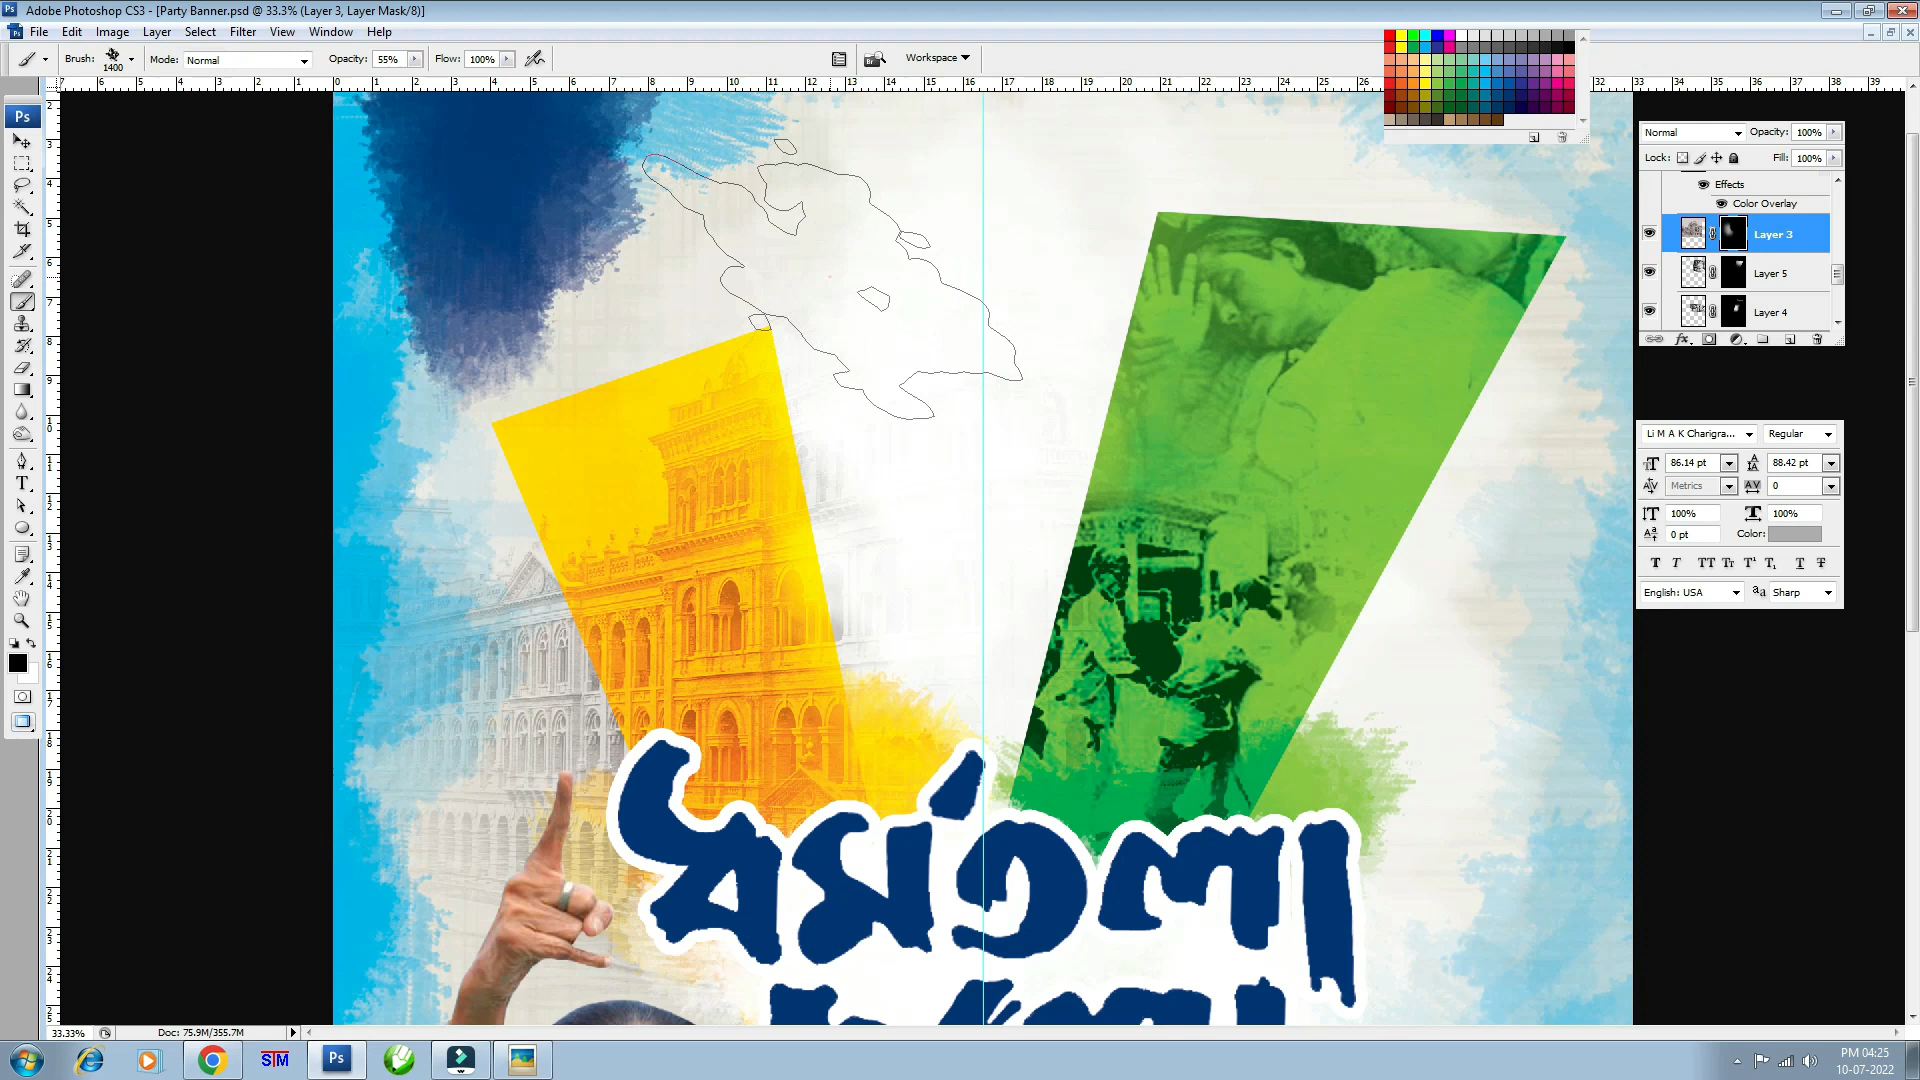 Adobe Photoshop CS3 - [Party Banner.psd @ 33.3% (Layer 3, Layer Mask/8)]
File Edit Image Layer Select Filter View Window Help
Brush: 1400 Mode: Normal Opacity: 55% Flow: 100% Workspace
Normal Opacity: 100%
Lock: Fill: 100%
Effects
Color Overlay
Layer 3
Layer 5
Layer 4
Li M A K Charigra... Regular
86.14 pt 88.42 pt
Metrics 0
100% 100%
0 pt Color:
English: USA Sharp
ধর্মতলা
33.33% Doc: 75.9M/355.7M
STM
PM 04:25
10-07-2022